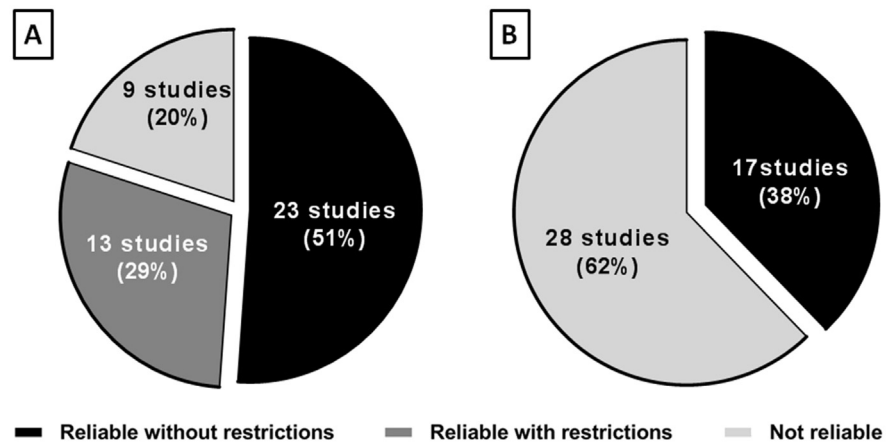 A
B
9 studies
(20%)
23 studies
(51%)
13 studies
(29%)
17studies
(38%)
28 studies
(62%)
Reliable without restrictions
Reliable with restrictions
Not reliable